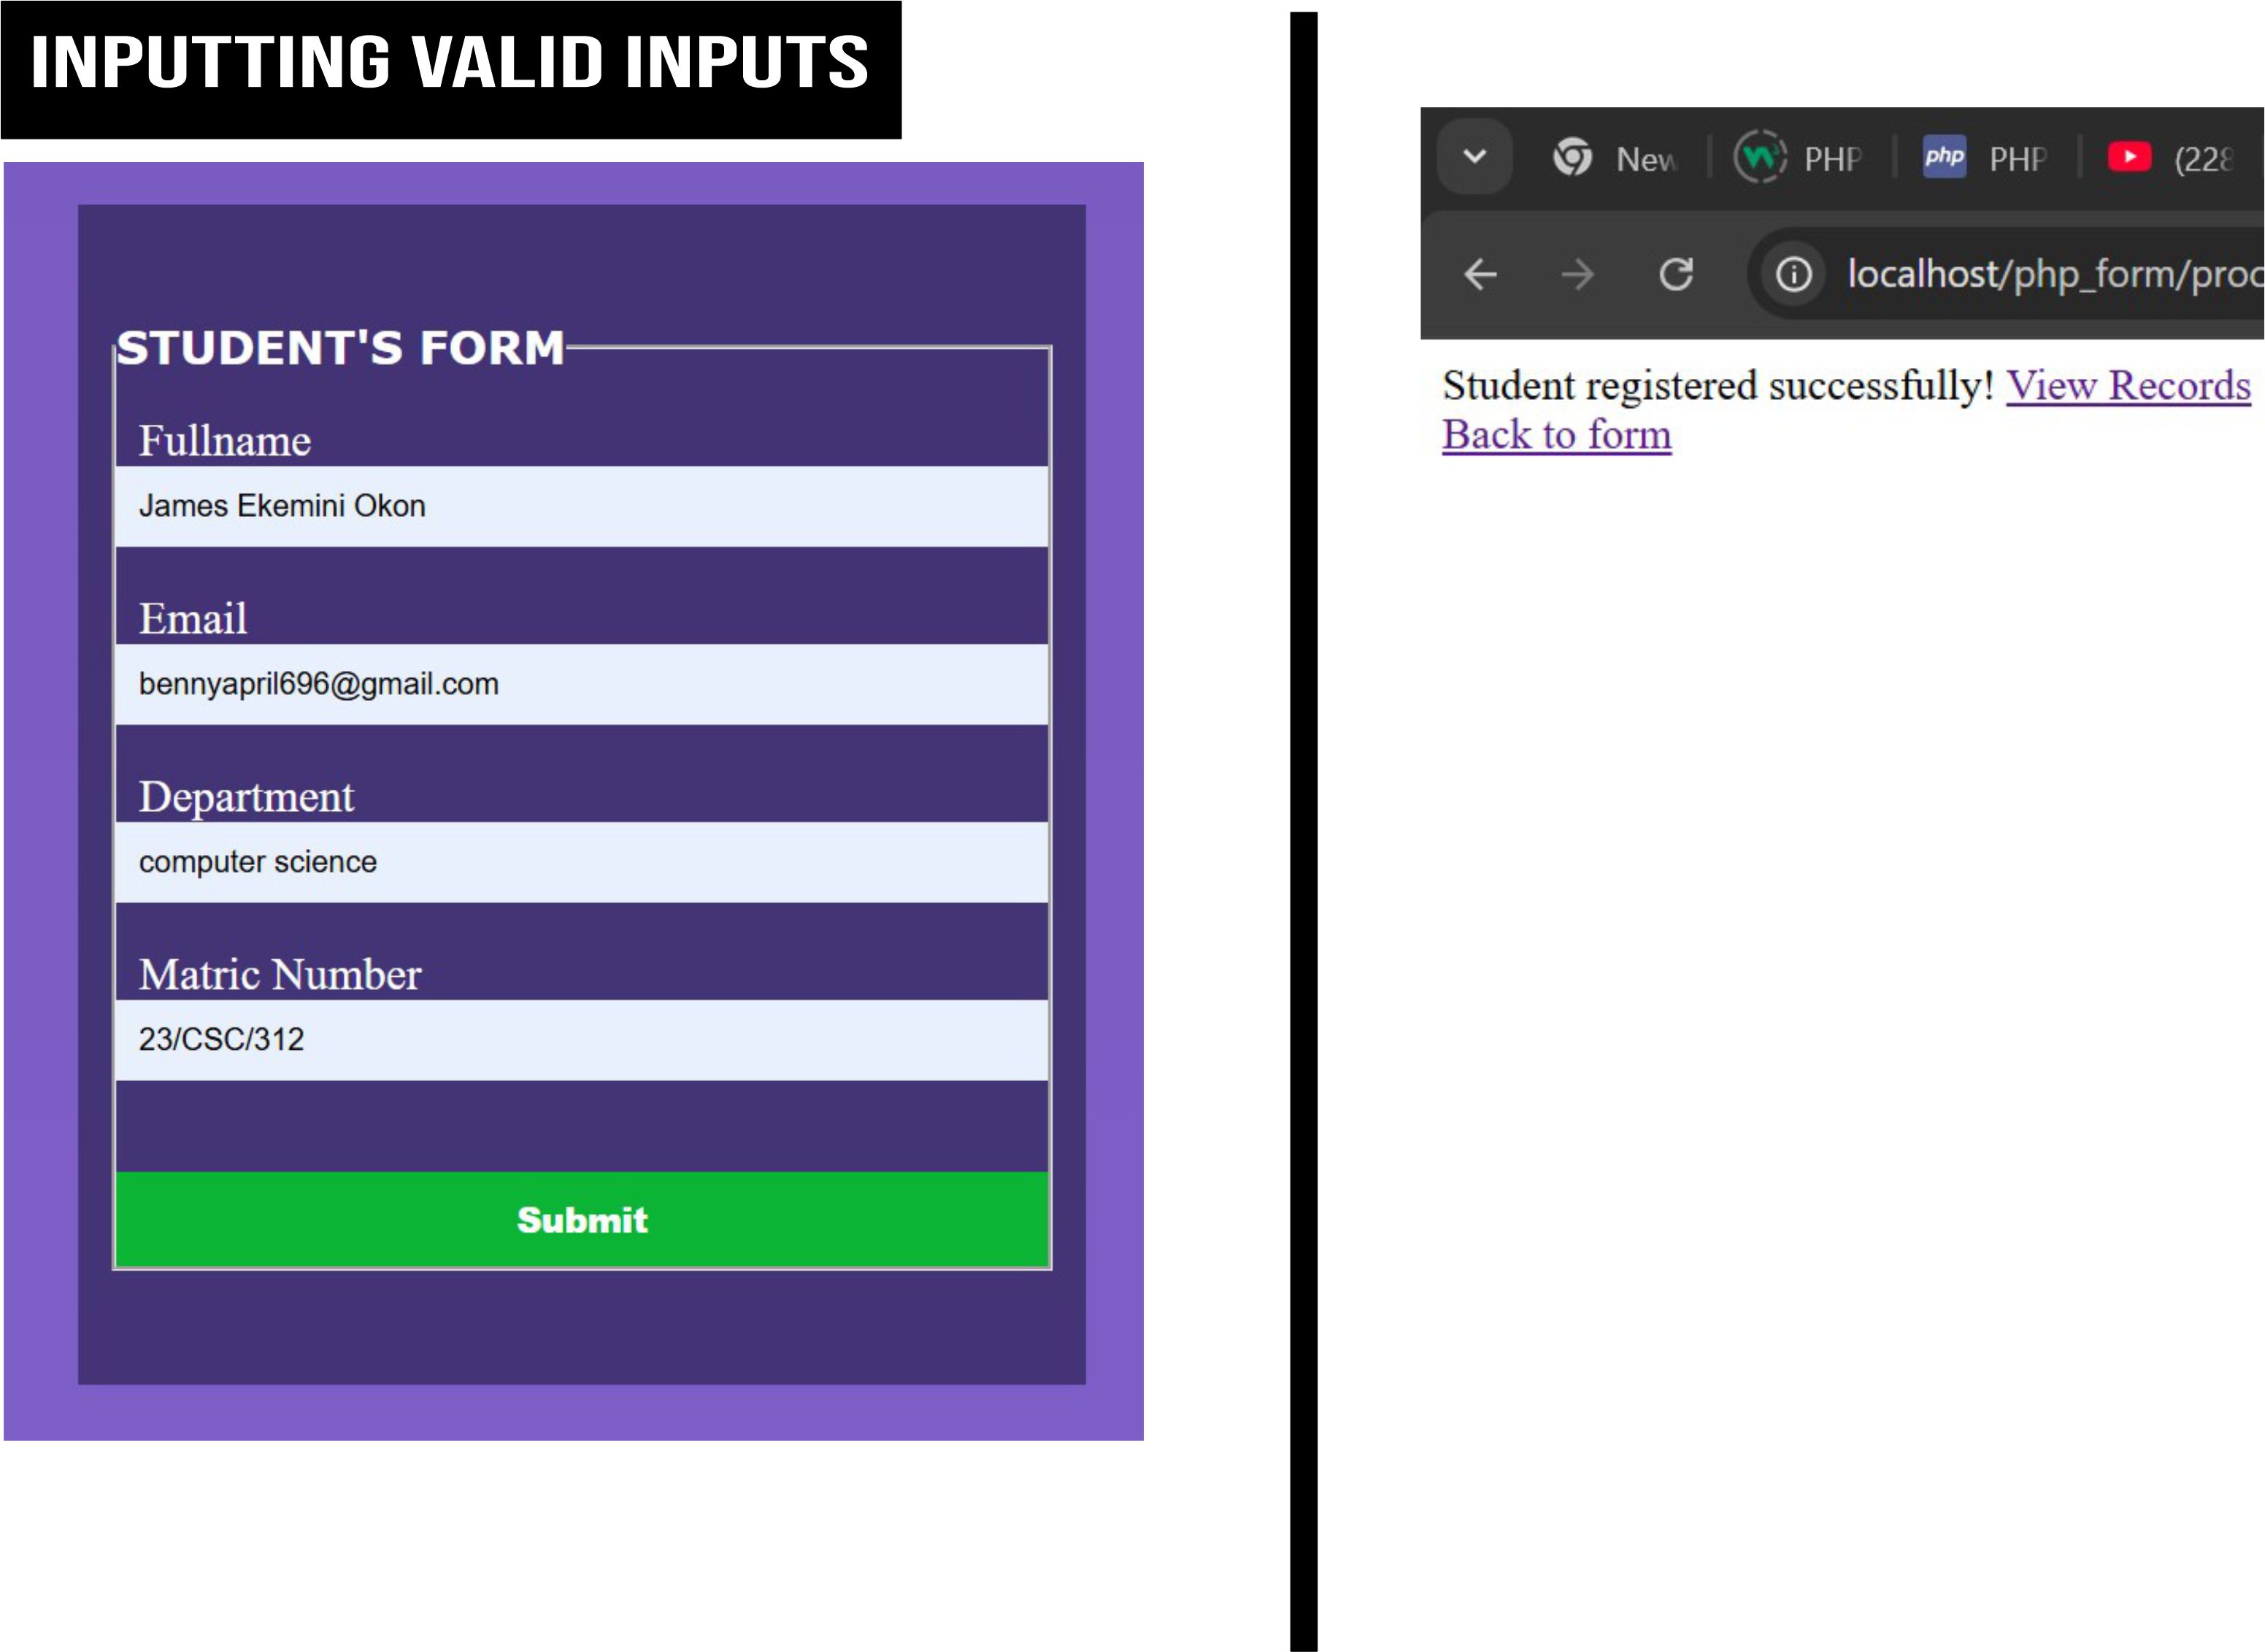 INPUTTING VALID INPUTS
STUDENT'S FORM
Fullname
James Ekemini Okon
Email
bennyapril696@gmail.com
Department
computer science
Matric Number
23/CSC/312
Submit
New PHP php PHP (228
localhost/php_form/proc
Student registered successfully! View Records
Back to form